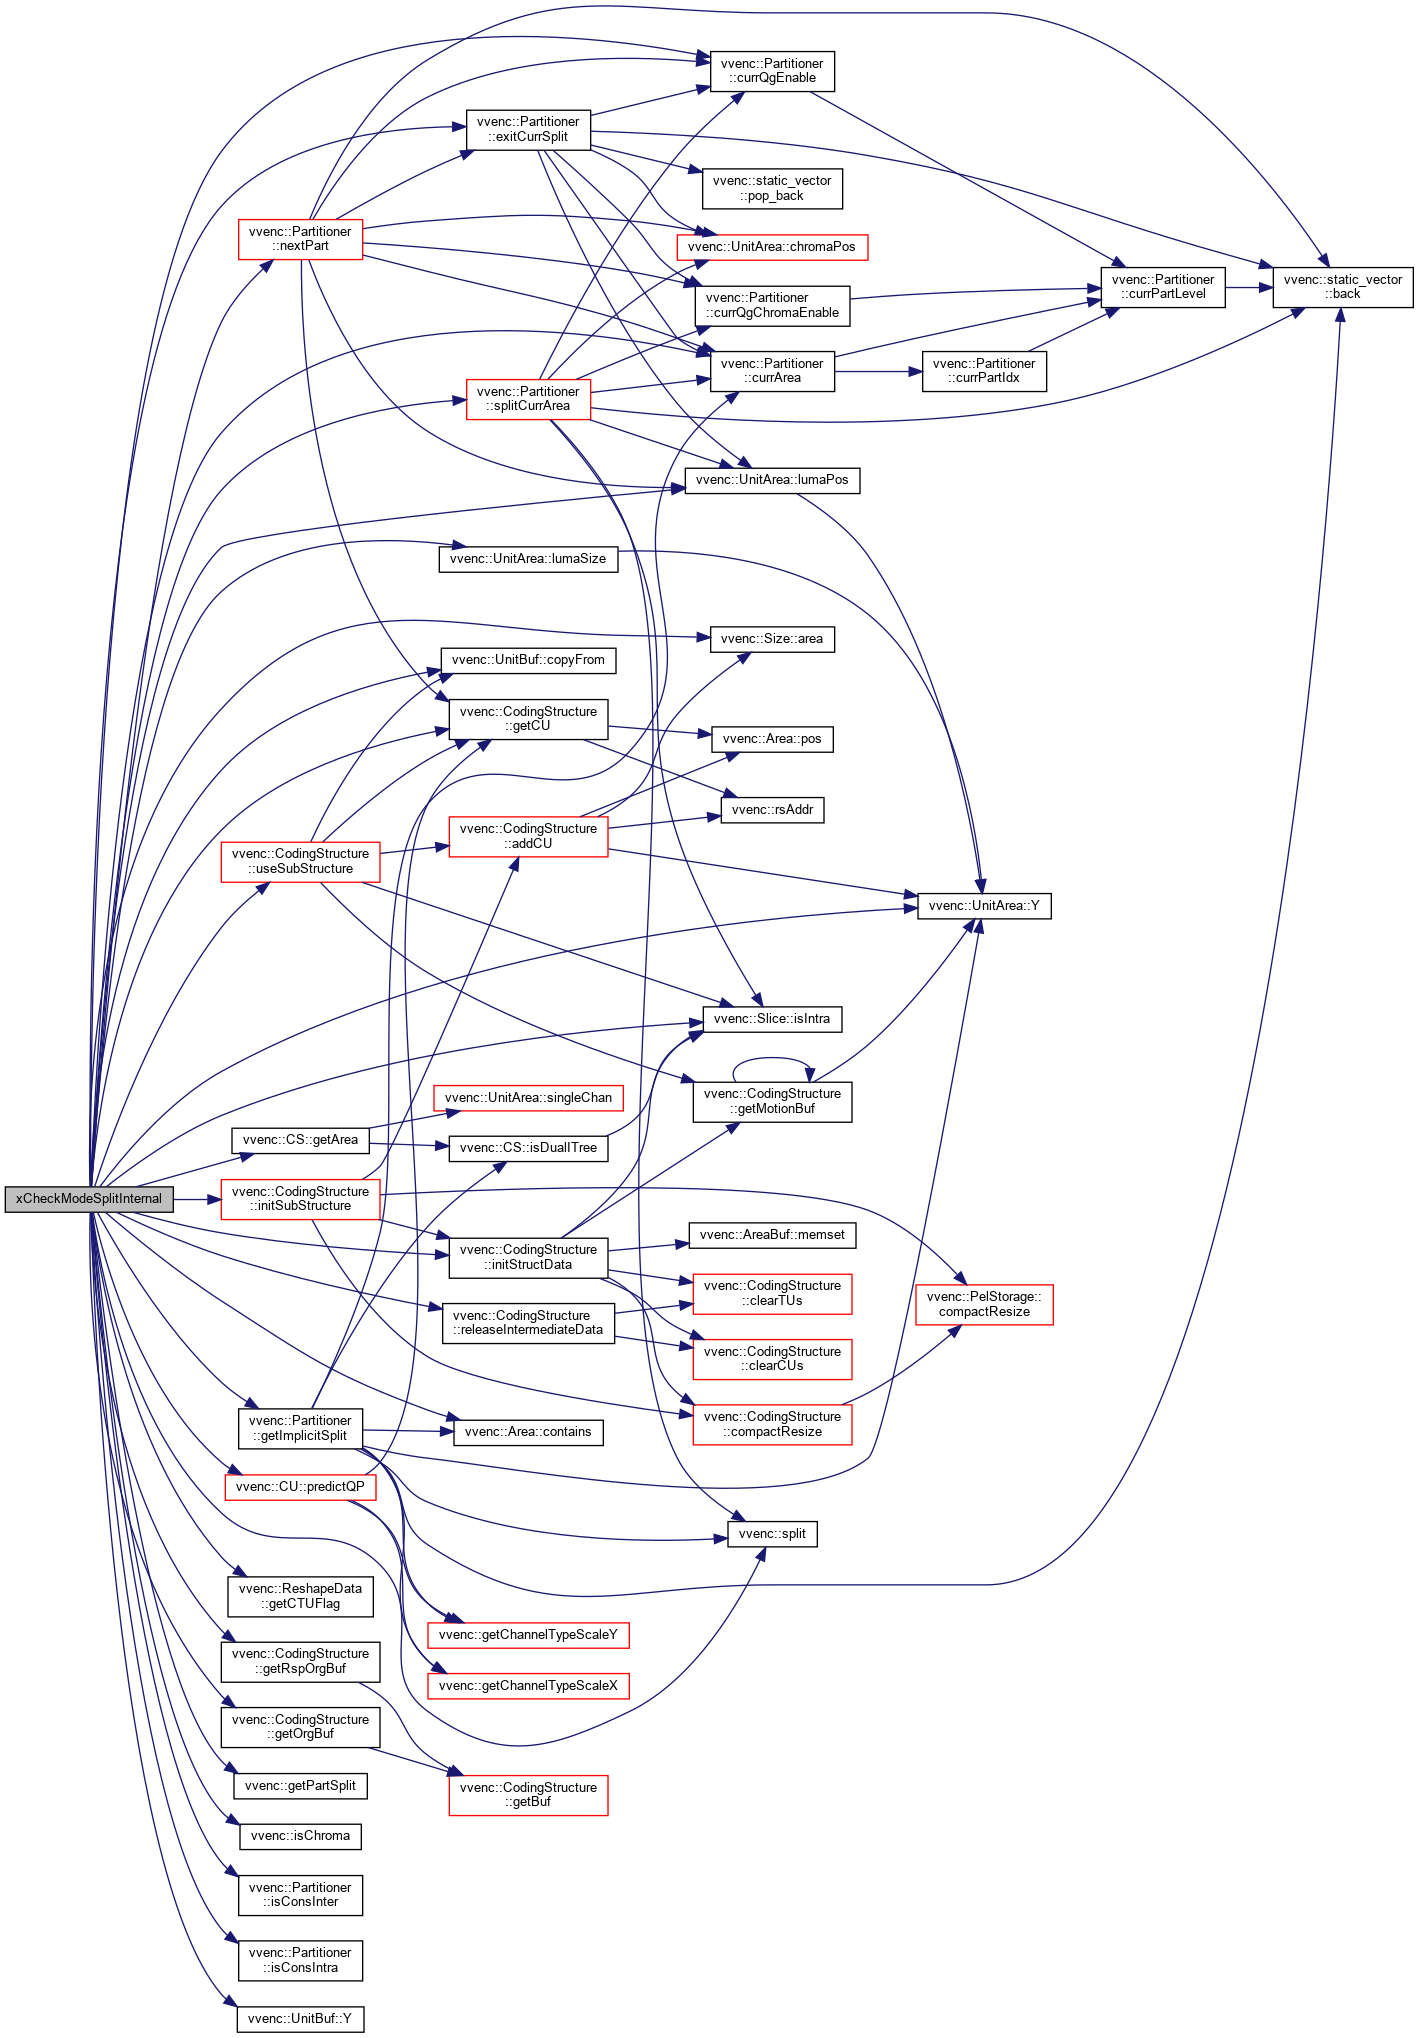 vvenc::Partitioner
::currQgEnable
vvenc::Partitioner
::exitCurrSplit
vvenc::static_vector
::pop_back
vvenc::Partitioner
::nextPart
vvenc::UnitArea::chromaPos
vvenc::Partitioner
::currPartLevel
vvenc::static_vector
::back
vvenc::Partitioner
::currQgChromaEnable
vvenc::Partitioner
::currArea
vvenc::Partitioner
::currPartIdx
vvenc::Partitioner
::splitCurrArea
vvenc::UnitArea::lumaPos
vvenc::UnitArea::lumaSize
vvenc::Size::area
vvenc::UnitBuf::copyFrom
vvenc::CodingStructure
::getCU
vvenc::Area::pos
vvenc::rsAddr
vvenc::CodingStructure
::addCU
vvenc::CodingStructure
::useSubStructure
vvenc::UnitArea::Y
vvenc::Slice::isIntra
vvenc::UnitArea::singleChan
vvenc::CodingStructure
::getMotionBuf
vvenc::CS::getArea
vvenc::CS::isDualITree
xCheckModeSplitInternal
vvenc::CodingStructure
::initSubStructure
vvenc::AreaBuf::memset
vvenc::CodingStructure
::initStructData
vvenc::CodingStructure
::clearTUs
vvenc::PelStorage::
compactResize
vvenc::CodingStructure
::releaseIntermediateData
vvenc::CodingStructure
::clearCUs
vvenc::Partitioner
::getImplicitSplit
vvenc::Area::contains
vvenc::CodingStructure
::compactResize
vvenc::CU::predictQP
vvenc::split
vvenc::ReshapeData
::getCTUFlag
vvenc::getChannelTypeScaleY
vvenc::CodingStructure
::getRspOrgBuf
vvenc::getChannelTypeScaleX
vvenc::CodingStructure
::getOrgBuf
vvenc::getPartSplit
vvenc::CodingStructure
::getBuf
vvenc::isChroma
vvenc::Partitioner
::isConsInter
vvenc::Partitioner
::isConsIntra
vvenc::UnitBuf::Y